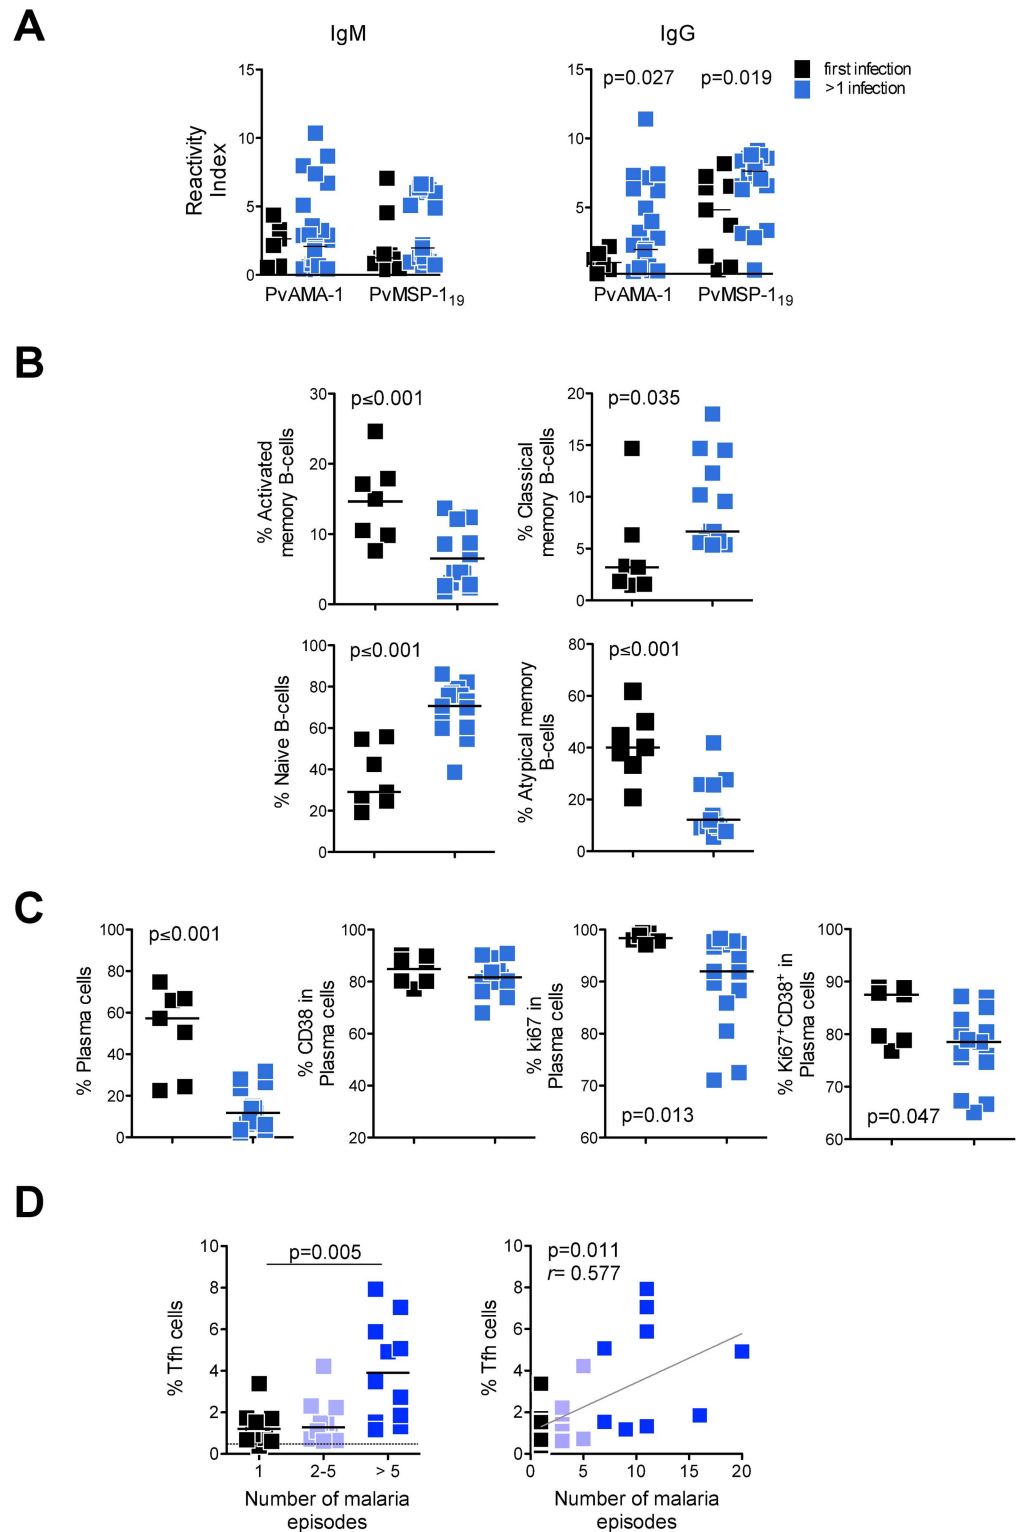 A
IgM
IgG
first infection
>1 infection
p=0.027
p=0.019
Reactivity
Index
15
10
5
0
PvAMA-1
PvMSP-1₁₉
15
10
5
0
PvAMA-1
PvMSP-1₁₉
B
p≤0.001
% Activated
memory B-cells
30
20
10
0
p=0.035
% Classical
memory B-cells
20
15
10
5
0
p≤0.001
% Naive B-cells
100
80
60
40
20
0
p≤0.001
% Atypical memory
B-cells
80
60
40
20
0
C
p≤0.001
% Plasma cells
100
80
60
40
20
0
% CD38 in
Plasma cells
100
80
60
40
20
% ki67 in
Plasma cells
100
90
80
70
60
p=0.013
% Ki67⁺CD38⁺ in
Plasma cells
100
90
80
70
60
p=0.047
D
p=0.005
% Tfh cells
10
8
6
4
2
0
1
2-5
> 5
Number of malaria
episodes
p=0.011
r= 0.577
% Tfh cells
10
8
6
4
2
0
0
5
10
15
20
Number of malaria
episodes